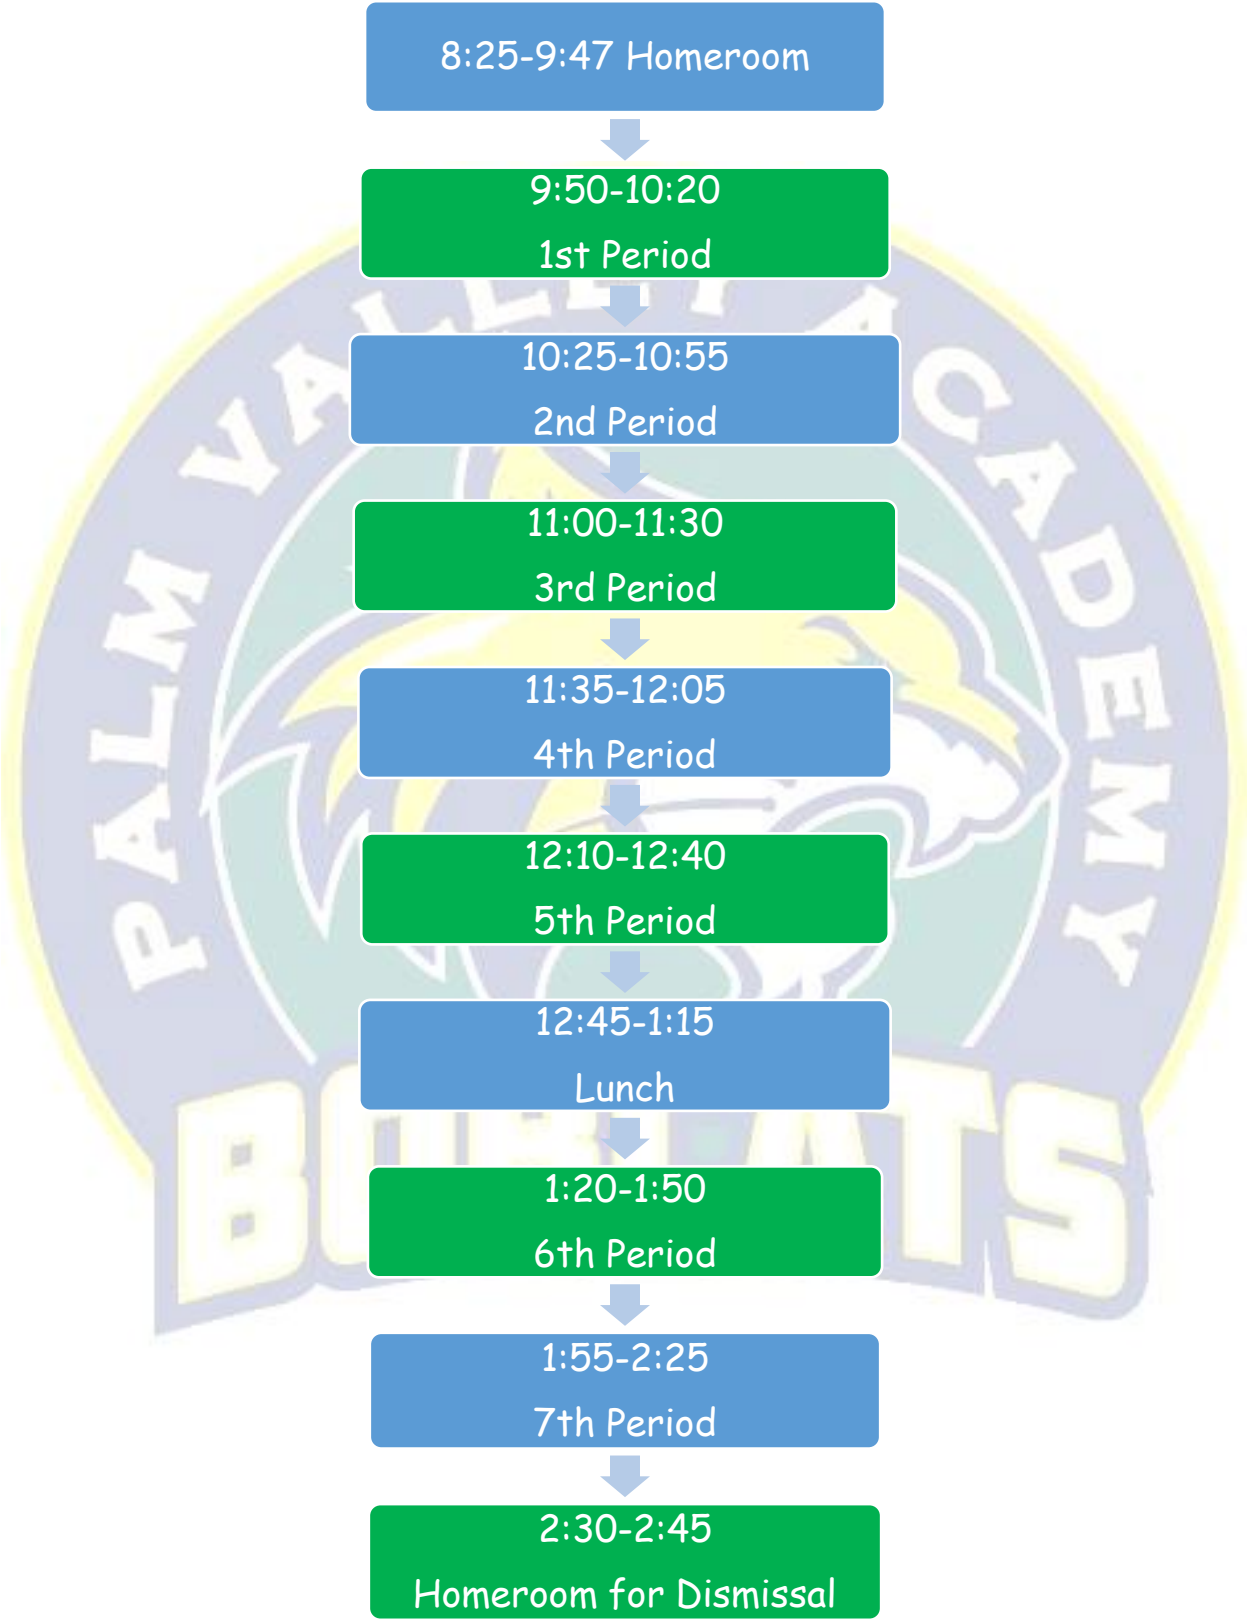 8:25-9:47 Homeroom
9:50-10:20
1st Period
10:25-10:55
2nd Period
11:00-11:30
3rd Period
11:35-12:05
4th Period
12:10-12:40
5th Period
12:45-1:15
Lunch
1:20-1:50
6th Period
1:55-2:25
7th Period
2:30-2:45
Homeroom for Dismissal
PALM VALLEY ACADEMY
BOBCATS